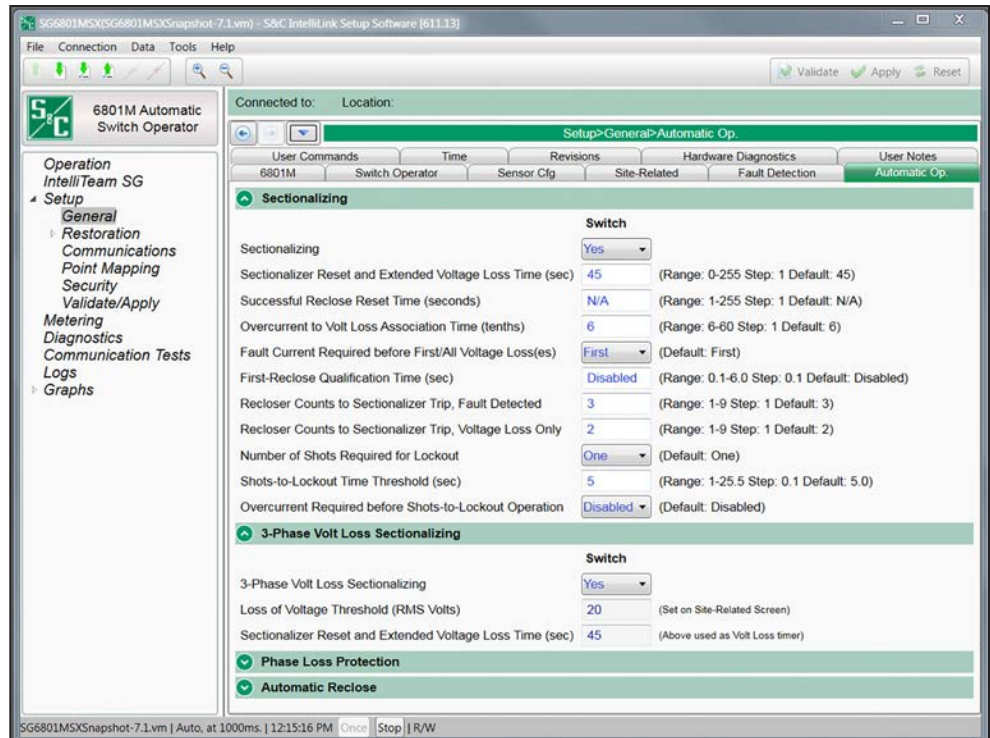 SG6801MSX(SG6801MSXSnapshot-7.1.vm) - S&C IntelliLink Setup Software [611.13]
File Connection Data Tools Help
Validate Apply Reset
S&C
6801M Automatic
Switch Operator
Operation
IntelliTeam SG
Setup
General
Restoration
Communications
Point Mapping
Security
Validate/Apply
Metering
Diagnostics
Communication Tests
Logs
Graphs
Connected to: Location:
Setup>General>Automatic Op.
User Commands Time Revisions Hardware Diagnostics User Notes
6801M Switch Operator Sensor Cfg Site-Related Fault Detection Automatic Op.
Sectionalizing
Switch
Sectionalizing Yes
Sectionalizer Reset and Extended Voltage Loss Time (sec) 45 (Range: 0-255 Step: 1 Default: 45)
Successful Reclose Reset Time (seconds) N/A (Range: 1-255 Step: 1 Default: N/A)
Overcurrent to Volt Loss Association Time (tenths) 6 (Range: 6-60 Step: 1 Default: 6)
Fault Current Required before First/All Voltage Loss(es) First (Default: First)
First-Reclose Qualification Time (sec) Disabled (Range: 0.1-6.0 Step: 0.1 Default: Disabled)
Recloser Counts to Sectionalizer Trip, Fault Detected 3 (Range: 1-9 Step: 1 Default: 3)
Recloser Counts to Sectionalizer Trip, Voltage Loss Only 2 (Range: 1-9 Step: 1 Default: 2)
Number of Shots Required for Lockout One (Default: One)
Shots-to-Lockout Time Threshold (sec) 5 (Range: 1-25.5 Step: 0.1 Default: 5.0)
Overcurrent Required before Shots-to-Lockout Operation Disabled (Default: Disabled)
3-Phase Volt Loss Sectionalizing
Switch
3-Phase Volt Loss Sectionalizing Yes
Loss of Voltage Threshold (RMS Volts) 20 (Set on Site-Related Screen)
Sectionalizer Reset and Extended Voltage Loss Time (sec) 45 (Above used as Volt Loss timer)
Phase Loss Protection
Automatic Reclose
SG6801MSXSnapshot-7.1.vm | Auto, at 1000ms. | 12:15:16 PM Once Stop | R/W